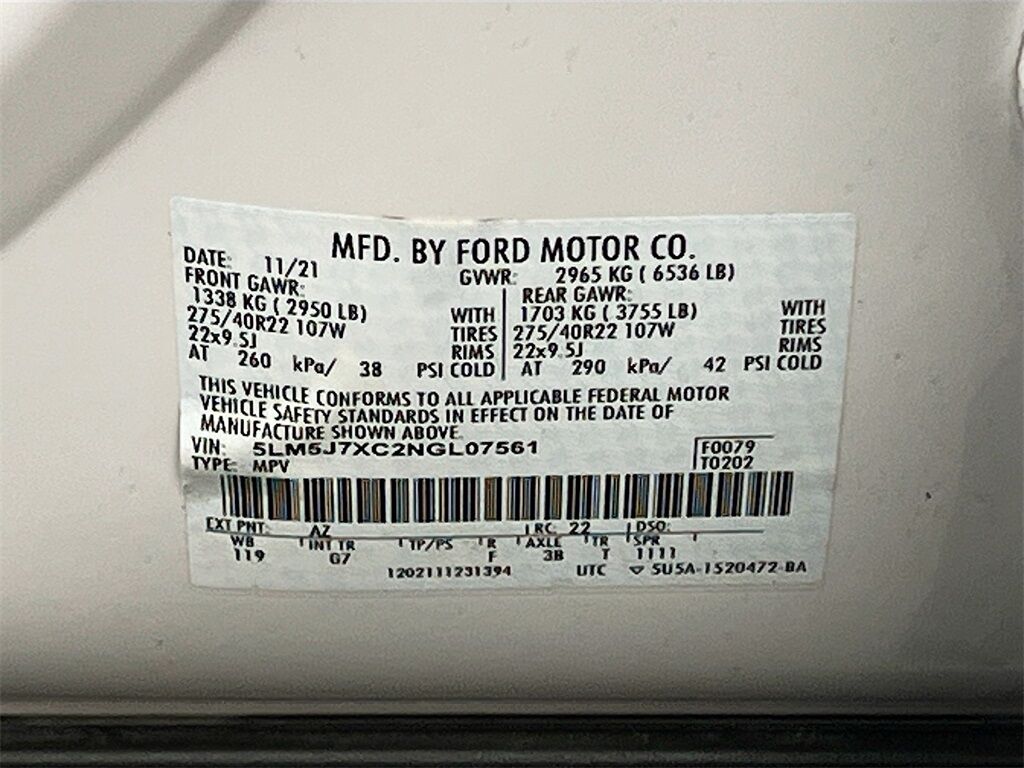 MFD. BY FORD MOTOR CO.
DATE: 11/21 GVWR: 2965 KG ( 6536 LB)
FRONT GAWR: REAR GAWR:
1338 KG ( 2950 LB) WITH 1703 KG ( 3755 LB) WITH
275/40R22 107W TIRES 275/40R22 107W TIRES
22x9.5J RIMS 22x9.5J RIMS
AT 260 kPa/ 38 PSI COLD AT 290 kPa/ 42 PSI COLD
THIS VEHICLE CONFORMS TO ALL APPLICABLE FEDERAL MOTOR
VEHICLE SAFETY STANDARDS IN EFFECT ON THE DATE OF
MANUFACTURE SHOWN ABOVE.
VIN: 5LM5J7XC2NGL07561 F0079
TYPE: MPV T0202
EXT PNT: AZ RC: 22 DSO:
WB INT TR TP/PS R AXLE TR SPR
119 G7 F 3B T 1111
1202111231394 UTC ▽ 5U5A-1520472-BA